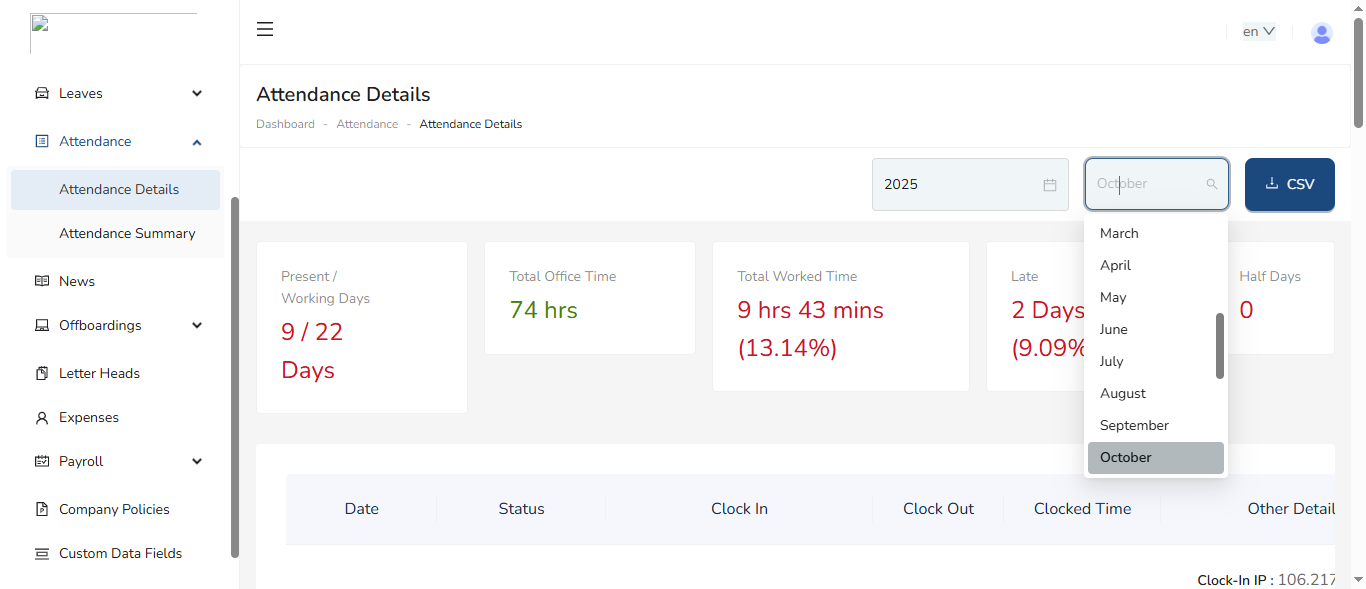 en
Leaves
Attendance
Attendance Details
Attendance Summary
News
Offboardings
Letter Heads
Expenses
Payroll
Company Policies
Custom Data Fields
Attendance Details
Dashboard - Attendance - Attendance Details
2025
October
CSV
March
April
May
June
July
August
September
October
Present /
Working Days
9 / 22
Days
Total Office Time
74 hrs
Total Worked Time
9 hrs 43 mins
(13.14%)
Late
2 Days
(9.09%
Half Days
0
Date Status Clock In Clock Out Clocked Time Other Detail
Clock-In IP : 106.217